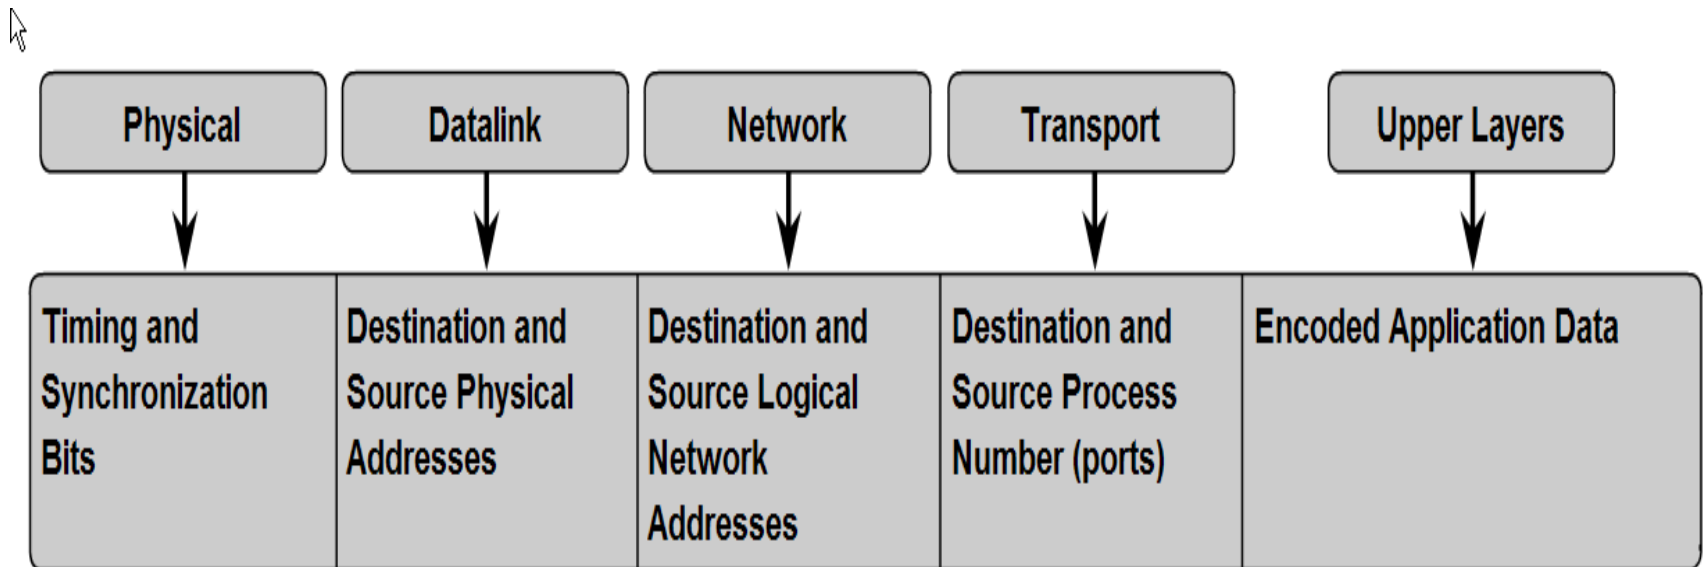 Physical
Datalink
Network
Transport
Upper Layers
Timing and
Synchronization
Bits
Destination and
Source Physical
Addresses
Destination and
Source Logical
Network
Addresses
Destination and
Source Process
Number (ports)
Encoded Application Data